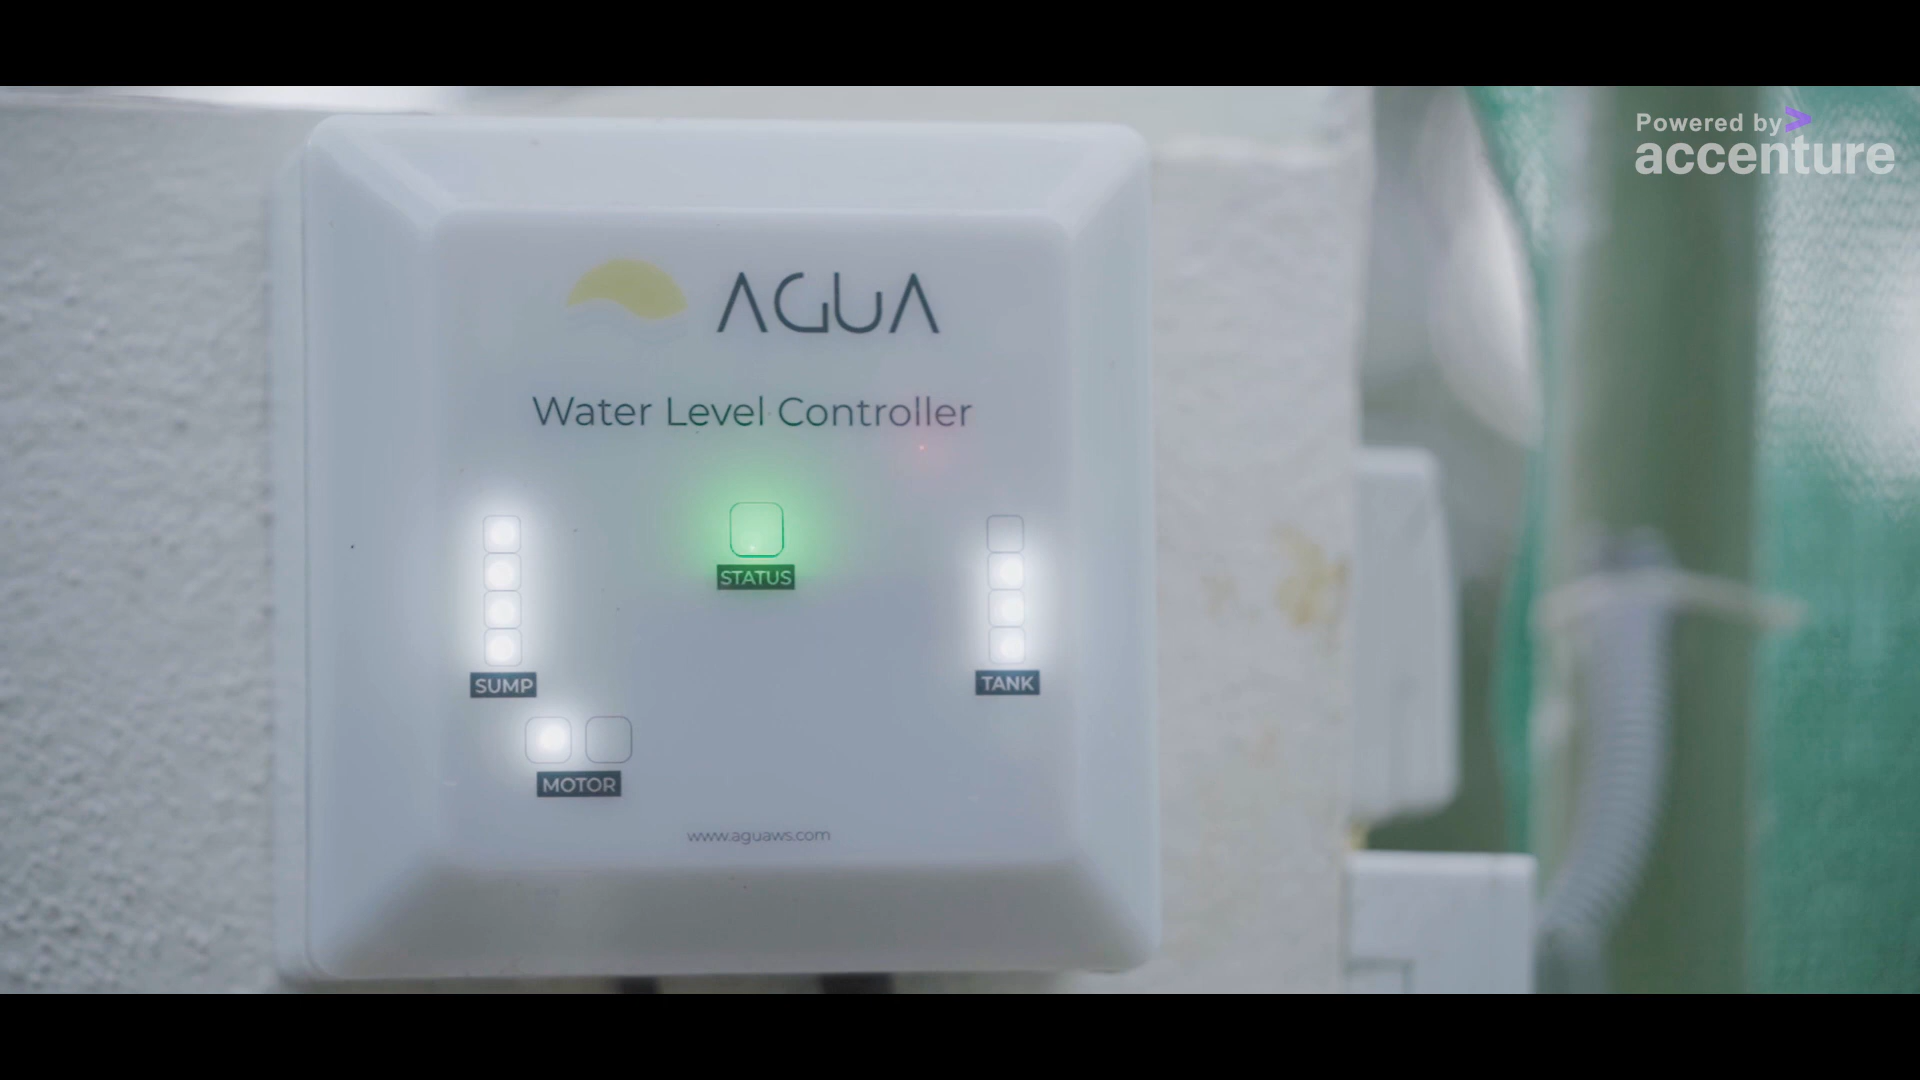 Powered by
accenture
AGUA
Water Level Controller
STATUS
SUMP
TANK
MOTOR
www.aguaws.com